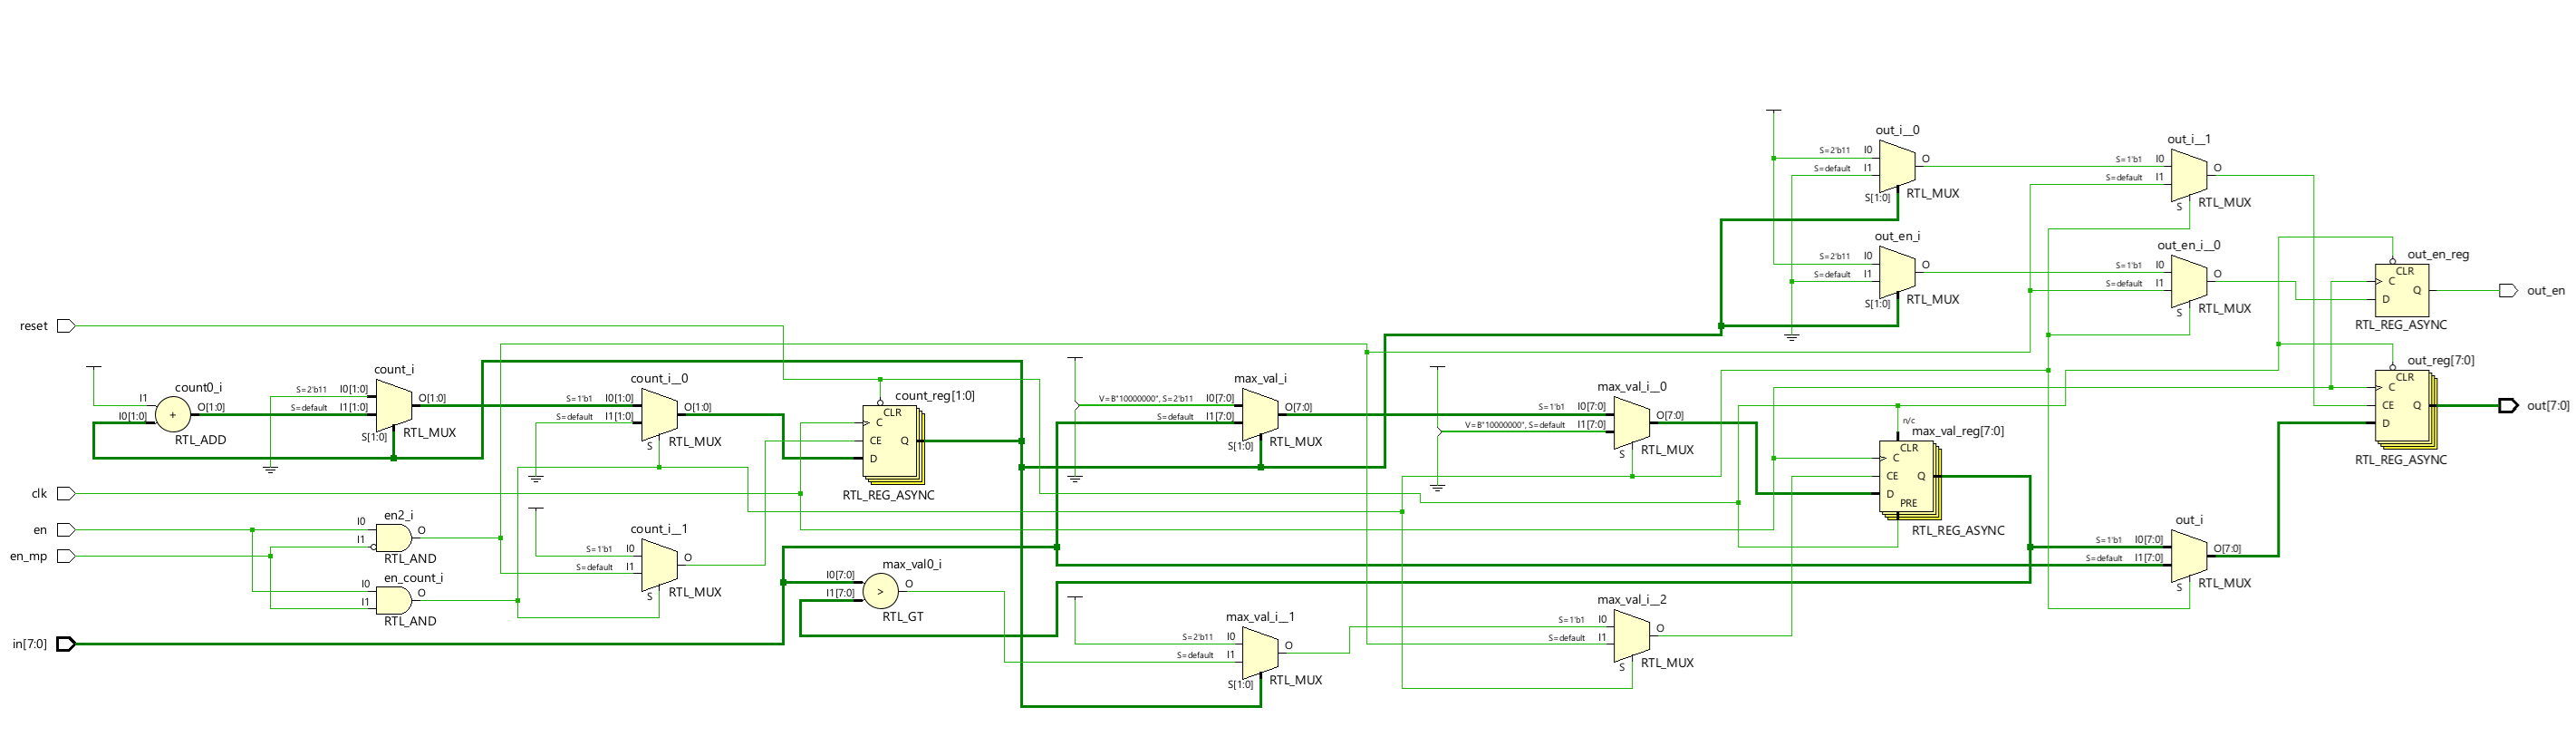 reset
clk
en
en_mp
in[7:0]
count0_i
I1
I0[1:0]
+
O[1:0]
RTL_ADD
count_i
S=2'b11
I0[1:0]
S=default
I1[1:0]
O[1:0]
S[1:0]
RTL_MUX
en2_i
I0
I1
O
RTL_AND
en_count_i
I0
I1
O
RTL_AND
count_i__0
S=1'b1
I0[1:0]
S=default
I1[1:0]
O[1:0]
S
RTL_MUX
count_i__1
S=1'b1
I0
S=default
I1
O
S
RTL_MUX
count_reg[1:0]
CLR
C
CE
Q
D
RTL_REG_ASYNC
max_val0_i
I0[7:0]
I1[7:0]
>
O
RTL_GT
max_val_i
V=B"10000000", S=2'b11
I0[7:0]
S=default
I1[7:0]
O[7:0]
S[1:0]
RTL_MUX
max_val_i__1
S=2'b11
I0
S=default
I1
O
S[1:0]
RTL_MUX
max_val_i__0
S=1'b1
I0[7:0]
V=B"10000000", S=default
I1[7:0]
O[7:0]
S
RTL_MUX
max_val_i__2
S=1'b1
I0
S=default
I1
O
S
RTL_MUX
out_i__0
S=2'b11
I0
S=default
I1
O
S[1:0]
RTL_MUX
out_en_i
S=2'b11
I0
S=default
I1
O
S[1:0]
RTL_MUX
n/c
max_val_reg[7:0]
CLR
C
CE
Q
D
PRE
RTL_REG_ASYNC
out_i__1
S=1'b1
I0
S=default
I1
O
S
RTL_MUX
out_en_i__0
S=1'b1
I0
S=default
I1
O
S
RTL_MUX
out_i
S=1'b1
I0[7:0]
S=default
I1[7:0]
O[7:0]
S
RTL_MUX
out_en_reg
CLR
C
Q
D
RTL_REG_ASYNC
out_reg[7:0]
CLR
C
CE
Q
D
RTL_REG_ASYNC
out_en
out[7:0]